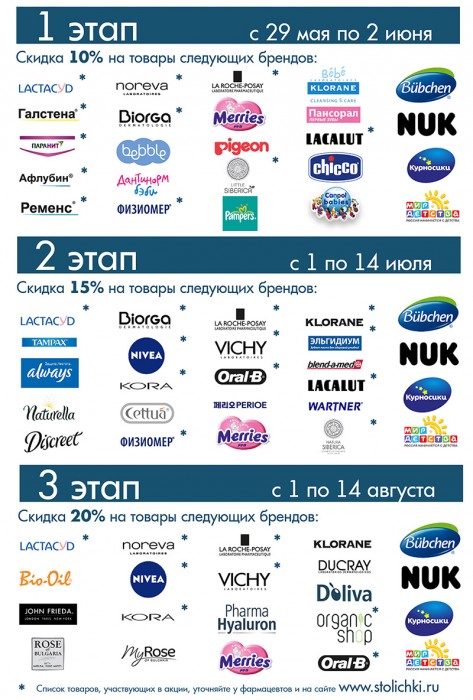 1 этап с 29 мая по 2 июня
Скидка 10% на товары следующих брендов:
LACTACYD * noreva LABORATOIRES LA ROCHE-POSAY LABORATOIRE PHARMACEUTIQUE * Bébé LABORATOIRES KLORANE CLEANSING & CARE Bübchen
Галстена * Biorga DERMATOLOGIE * Merries Пансорал ПЕРВЫЕ ЗУБЫ NUK
ПАРАНИТ * bebble pigeon LACALUT * Курносики
Афлубин * Дантинорм бэби LITTLE SIBERICA * chicco МИР ДЕТСТВА РОССИЯ НАЧИНАЕТСЯ С ДЕТСТВА
Ременс * ФИЗИОМЕР * Pampers Canpol babies
2 этап с 1 по 14 июля
Скидка 15% на товары следующих брендов:
LACTACYD * Biorga DERMATOLOGIE * LA ROCHE-POSAY LABORATOIRE PHARMACEUTIQUE * KLORANE * Bübchen
TAMPAX NIVEA * VICHY LABORATOIRES * ЭЛЬГИДИУМ * NUK
always KORA * Oral-B * blend-a-med * Курносики
Naturella Cettua * 페리오 PERIOE LACALUT * МИР ДЕТСТВА РОССИЯ НАЧИНАЕТСЯ С ДЕТСТВА
Discreet ФИЗИОМЕР * Merries WARTNER *
NATURA SIBERICA *
3 этап с 1 по 14 августа
Скидка 20% на товары следующих брендов:
LACTACYD * noreva LABORATOIRES * LA ROCHE-POSAY LABORATOIRE PHARMACEUTIQUE * KLORANE Bübchen
Bio-Oil NIVEA * VICHY LABORATOIRES * DUCRAY NUK
JOHN FRIEDA. LONDON PARIS NEW YORK KORA * Pharma Hyaluron D'oliva Курносики
ROSE OF BULGARIA My Rose OF BULGARIA Merries organic shop * МИР ДЕТСТВА РОССИЯ НАЧИНАЕТСЯ С ДЕТСТВА
Oral-B *
* Список товаров, участвующих в акции, уточняйте у фармацевтов и на сайте www.stolichki.ru